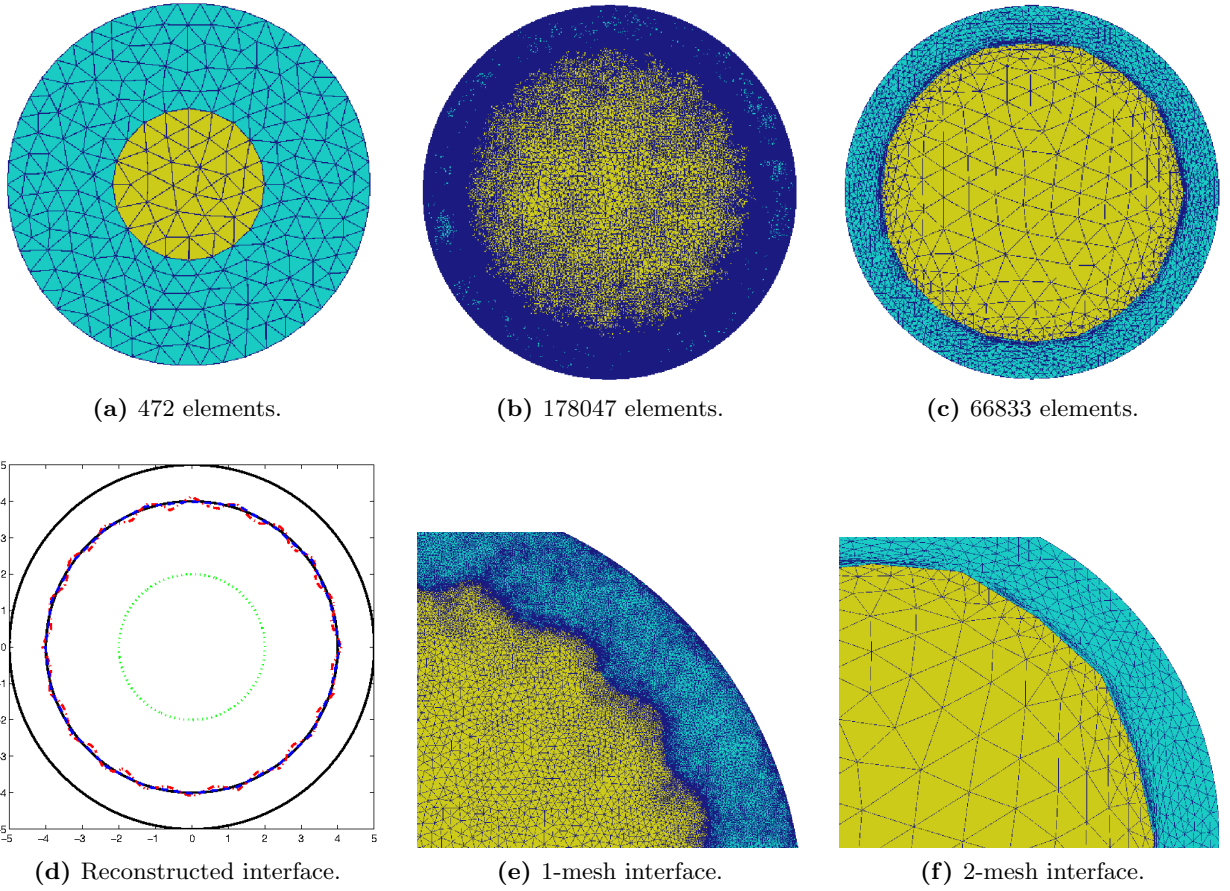 (a) 472 elements.
(b) 178047 elements.
(c) 66833 elements.
5
4
3
2
1
0
-1
-2
-3
-4
-5
-5 -4 -3 -2 -1 0 1 2 3 4 5
(d) Reconstructed interface.
(e) 1-mesh interface.
(f) 2-mesh interface.